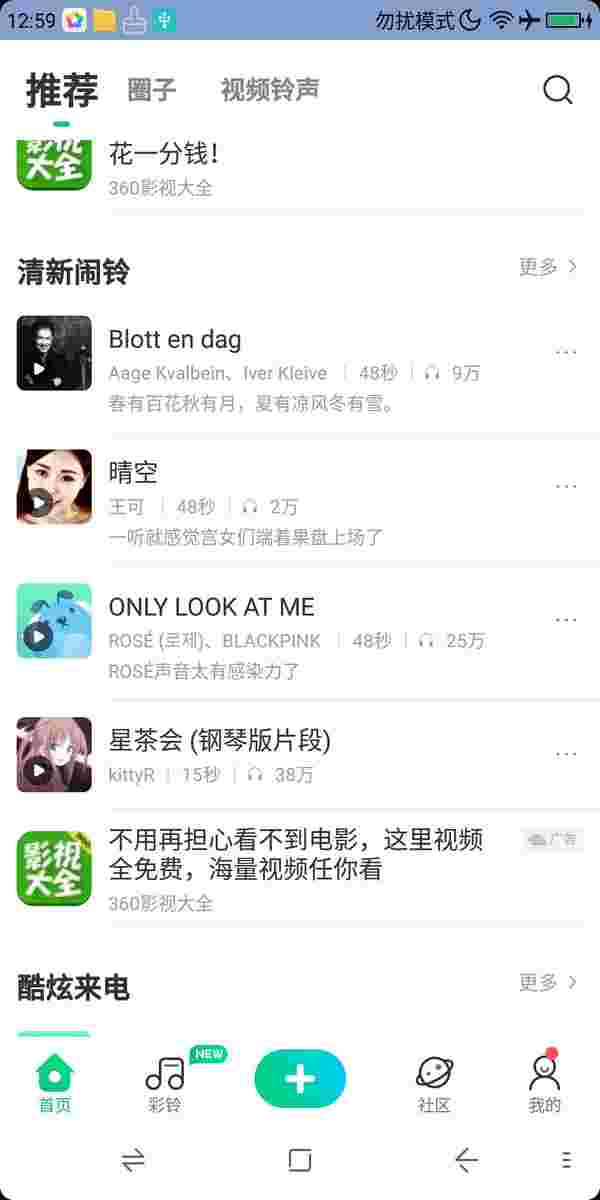 12:59 勿扰模式
推荐 圈子 视频铃声
影视大全
花一分钱！
360影视大全
清新闹铃 更多
Blott en dag
Aage Kvalbein、Iver Kleive | 48秒 | 9万
春有百花秋有月，夏有凉风冬有雪。
晴空
王可 | 48秒 | 2万
一听就感觉宫女们端着果盘上场了
ONLY LOOK AT ME
ROSÉ (로제)、BLACKPINK | 48秒 | 25万
ROSÉ声音太有感染力了
星茶会 (钢琴版片段)
kittyR | 15秒 | 38万
影视大全
不用再担心看不到电影，这里视频
全免费，海量视频任你看
广告
360影视大全
酷炫来电 更多
NEW
首页 彩铃 社区 我的